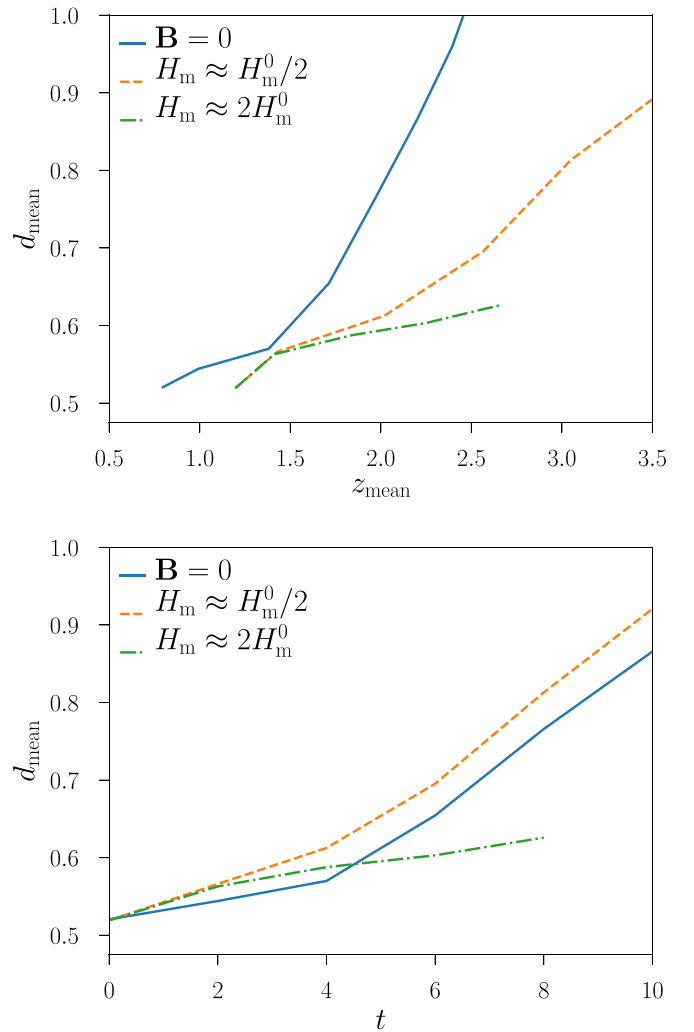 1.0
0.9
0.8
0.7
0.6
0.5
d_mean
B = 0
H_m ≈ H_m^0/2
H_m ≈ 2H_m^0
0.5 1.0 1.5 2.0 2.5 3.0 3.5
z_mean
1.0
0.9
0.8
0.7
0.6
0.5
d_mean
B = 0
H_m ≈ H_m^0/2
H_m ≈ 2H_m^0
0 2 4 6 8 10
t